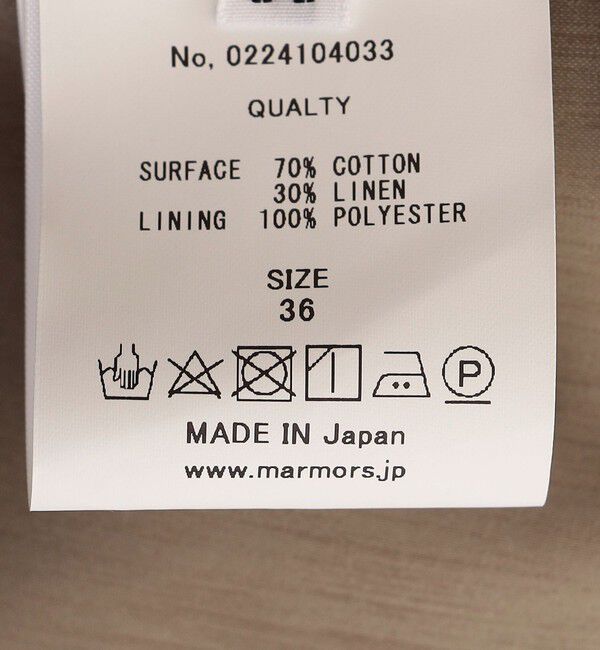 No, 0224104033
QUALTY
SURFACE 70% COTTON
30% LINEN
LINING 100% POLYESTER
SIZE
36
P
MADE IN Japan
www.marmors.jp